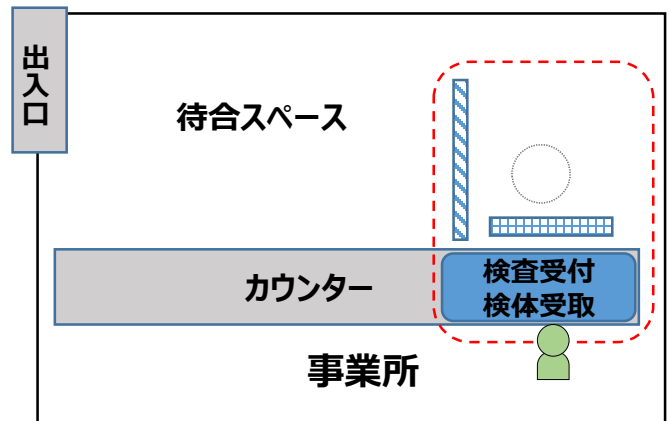 出入口
待合スペース
カウンター
検査受付
検体受取
事業所